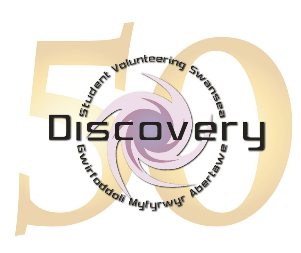 50
Student Volunteering Swansea
Discovery
Gwirfoddoli Myfyrwyr Abertawe